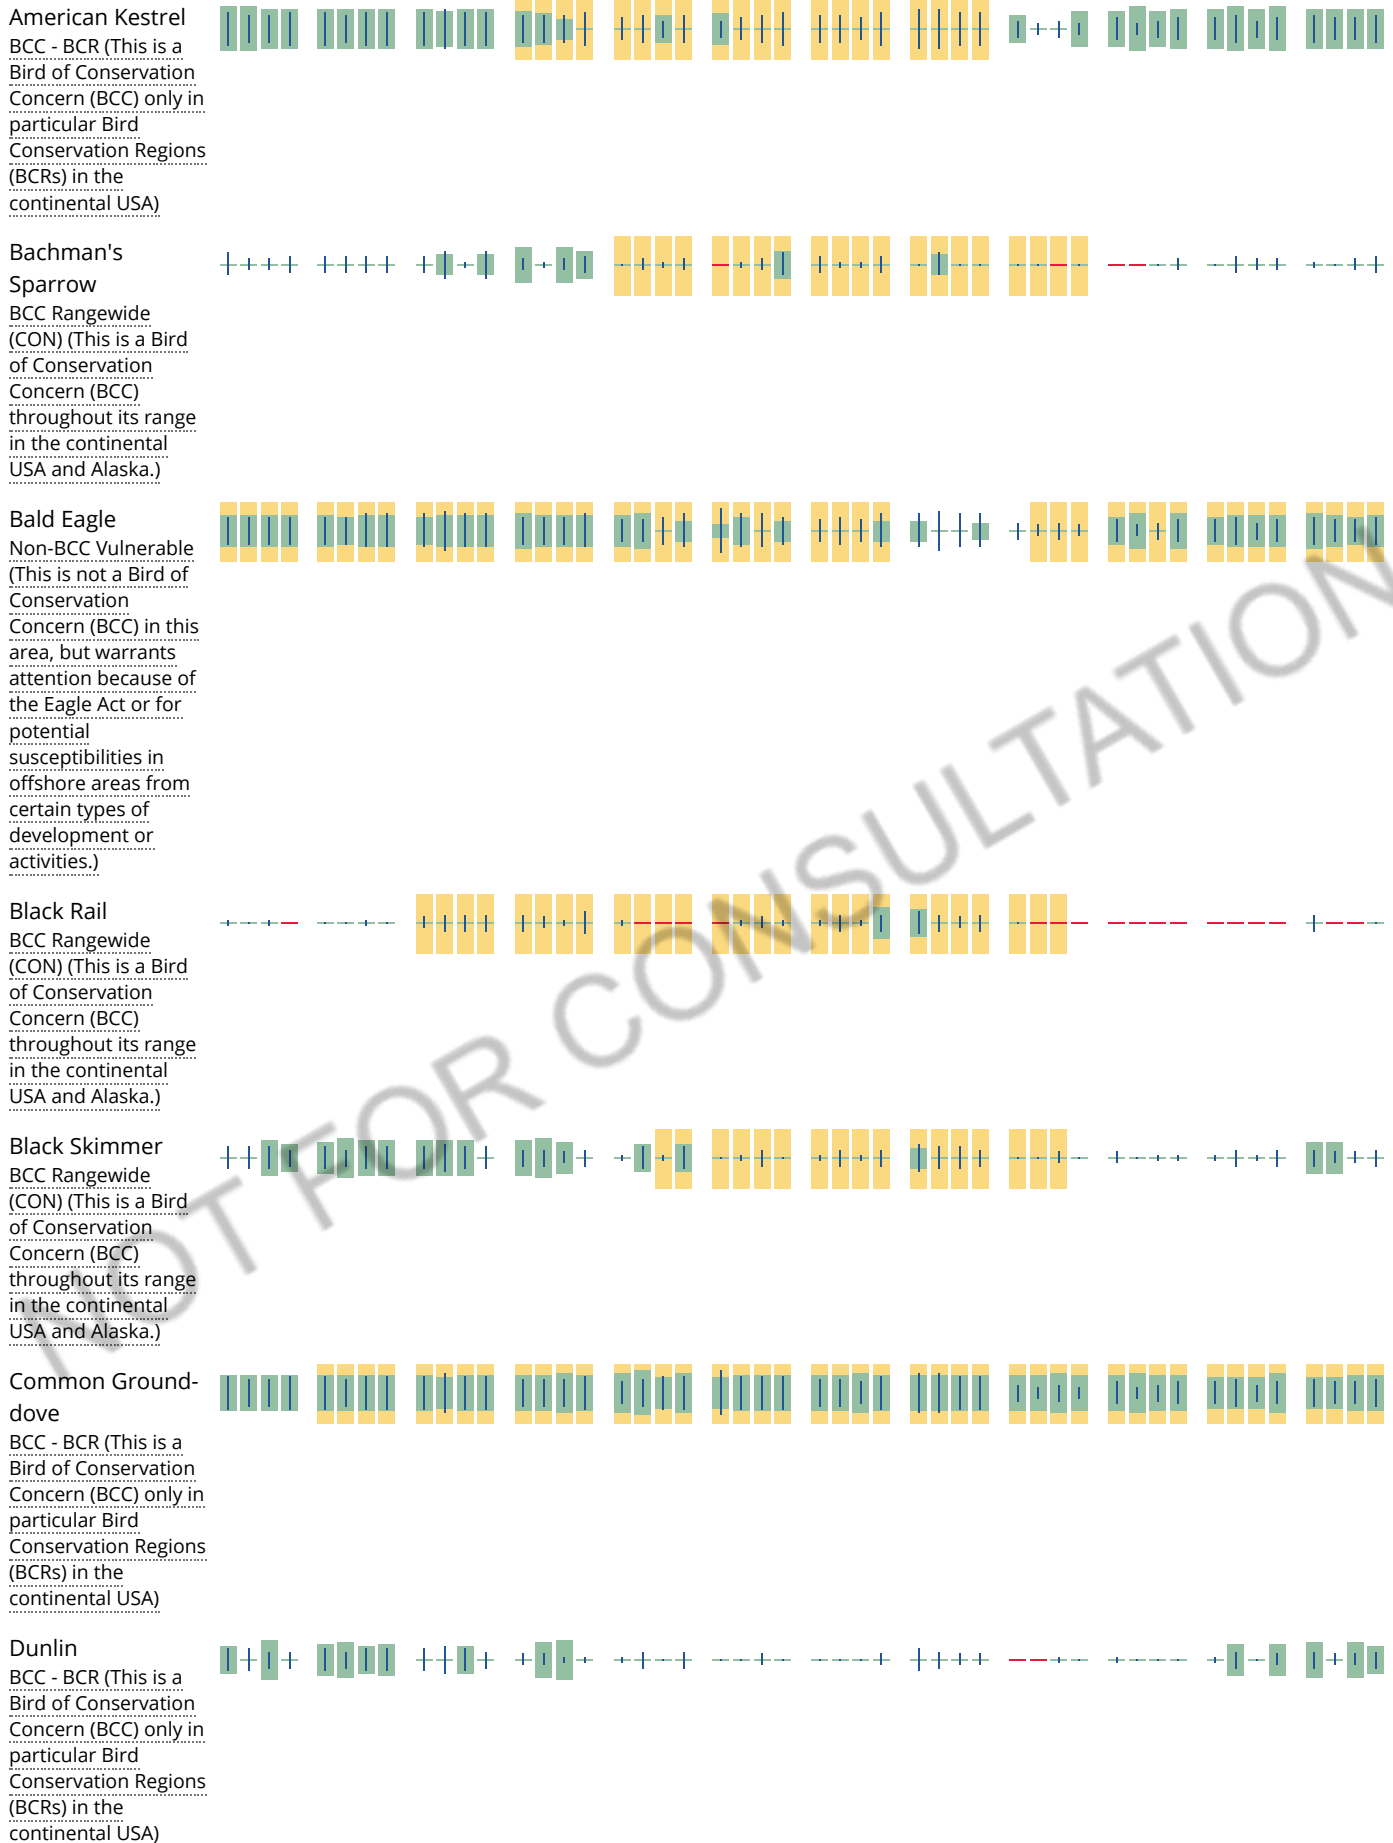 American Kestrel
BCC - BCR (This is a
Bird of Conservation
Concern (BCC) only in
particular Bird
Conservation Regions
(BCRs) in the
continental USA)
Bachman's
Sparrow
BCC Rangewide
(CON) (This is a Bird
of Conservation
Concern (BCC)
throughout its range
in the continental
USA and Alaska.)
Bald Eagle
Non-BCC Vulnerable
(This is not a Bird of
Conservation
Concern (BCC) in this
area, but warrants
attention because of
the Eagle Act or for
potential
susceptibilities in
offshore areas from
certain types of
development or
activities.)
Black Rail
BCC Rangewide
(CON) (This is a Bird
of Conservation
Concern (BCC)
throughout its range
in the continental
USA and Alaska.)
Black Skimmer
BCC Rangewide
(CON) (This is a Bird
of Conservation
Concern (BCC)
throughout its range
in the continental
USA and Alaska.)
Common Ground-
dove
BCC - BCR (This is a
Bird of Conservation
Concern (BCC) only in
particular Bird
Conservation Regions
(BCRs) in the
continental USA)
Dunlin
BCC - BCR (This is a
Bird of Conservation
Concern (BCC) only in
particular Bird
Conservation Regions
(BCRs) in the
continental USA)
NOT FOR CONSULTATION